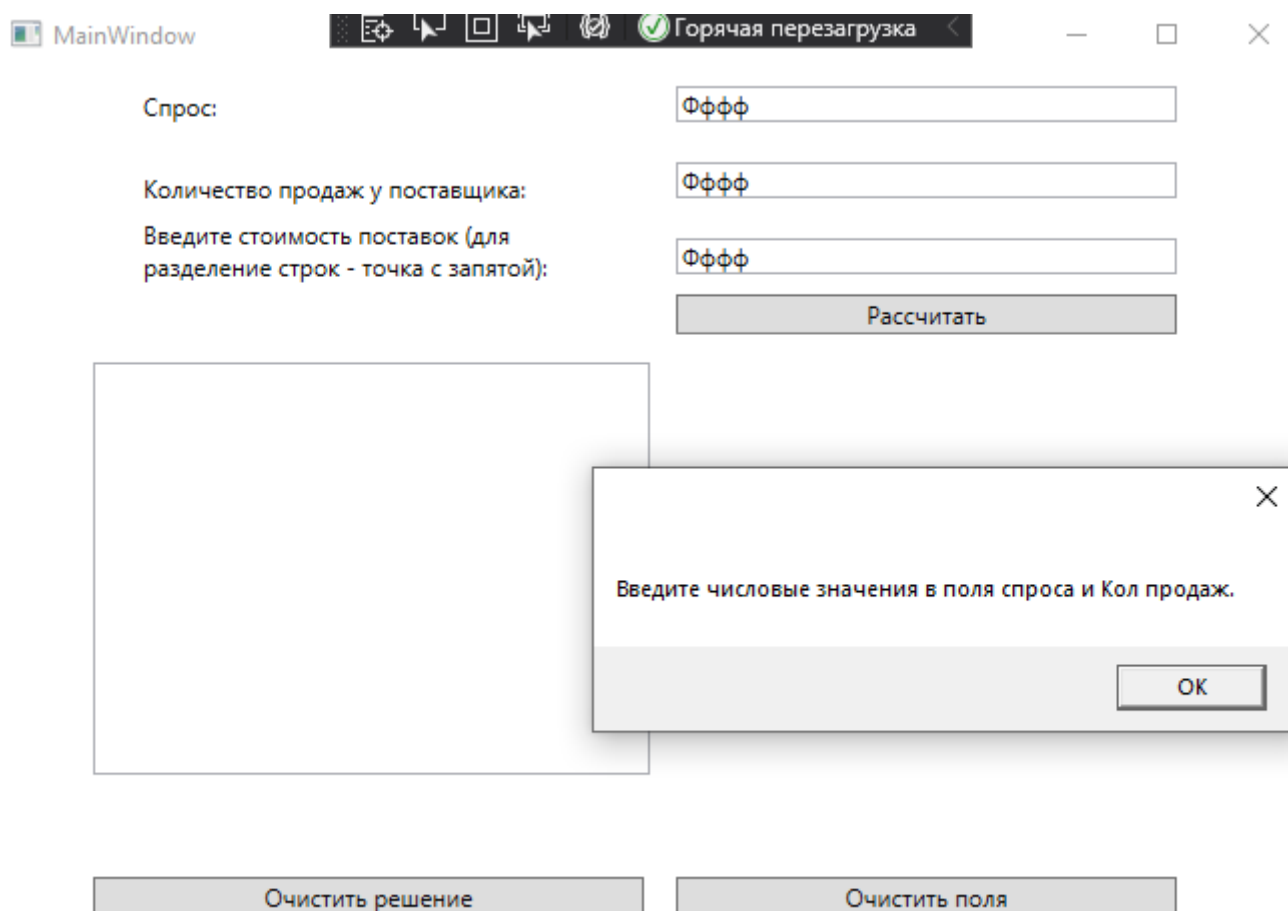 MainWindow
Горячая перезагрузка
Спрос:
Фффф
Количество продаж у поставщика:
Фффф
Введите стоимость поставок (для
разделение строк - точка с запятой):
Фффф
Рассчитать
Введите числовые значения в поля спроса и Кол продаж.
ОК
Очистить решение
Очистить поля